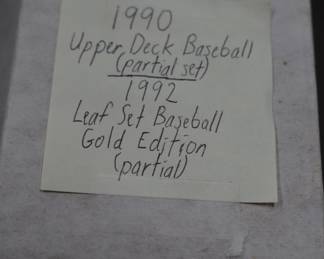 1990
Upper Deck Baseball
(partial set)
1992
Leaf Set Baseball
Gold Edition
(partial)